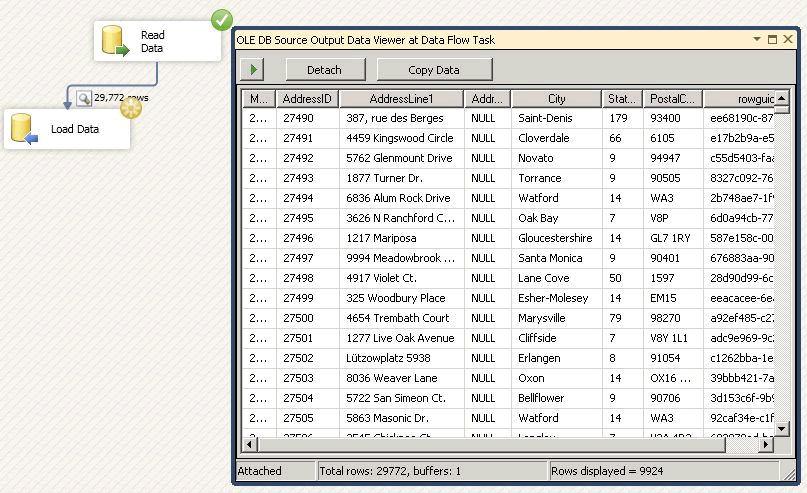 Read
Data
29,772 rows
Load Data
OLE DB Source Output Data Viewer at Data Flow Task
Detach Copy Data
M... AddressID AddressLine1 Addr... City Stat... PostalC... rowguid
2... 27490 387, rue des Berges NULL Saint-Denis 179 93400 ee68190c-87
2... 27491 4459 Kingswood Circle NULL Cloverdale 66 6105 e17b2b9a-e5
2... 27492 5762 Glenmount Drive NULL Novato 9 94947 c55d5403-faa
2... 27493 1877 Turner Dr. NULL Torrance 9 90505 8327c092-76
2... 27494 6836 Alum Rock Drive NULL Watford 14 WA3 2b748ae7-1f
2... 27495 3626 N Ranchford C... NULL Oak Bay 7 V8P 6d0a94cb-77
2... 27496 1217 Mariposa NULL Gloucestershire 14 GL7 1RY 587e158c-00
2... 27497 9994 Meadowbrook ... NULL Santa Monica 9 90401 676883aa-90
2... 27498 4917 Violet Ct. NULL Lane Cove 50 1597 28d90d99-6c
2... 27499 325 Woodbury Place NULL Esher-Molesey 14 EM15 eeacacee-6e
2... 27500 4654 Trembath Court NULL Marysville 79 98270 a92ef485-c27
2... 27501 1277 Live Oak Avenue NULL Cliffside 7 V8Y 1L1 adc9e969-9c
2... 27502 Lützowplatz 5938 NULL Erlangen 8 91054 c1262bba-1e
2... 27503 8036 Weaver Lane NULL Oxon 14 OX16 ... 39bbb421-7a
2... 27504 5722 San Simeon Ct. NULL Bellflower 9 90706 3d153c6f-9b
2... 27505 5863 Masonic Dr. NULL Watford 14 WA3 92caf34e-c1f
Attached Total rows: 29772, buffers: 1 Rows displayed = 9924